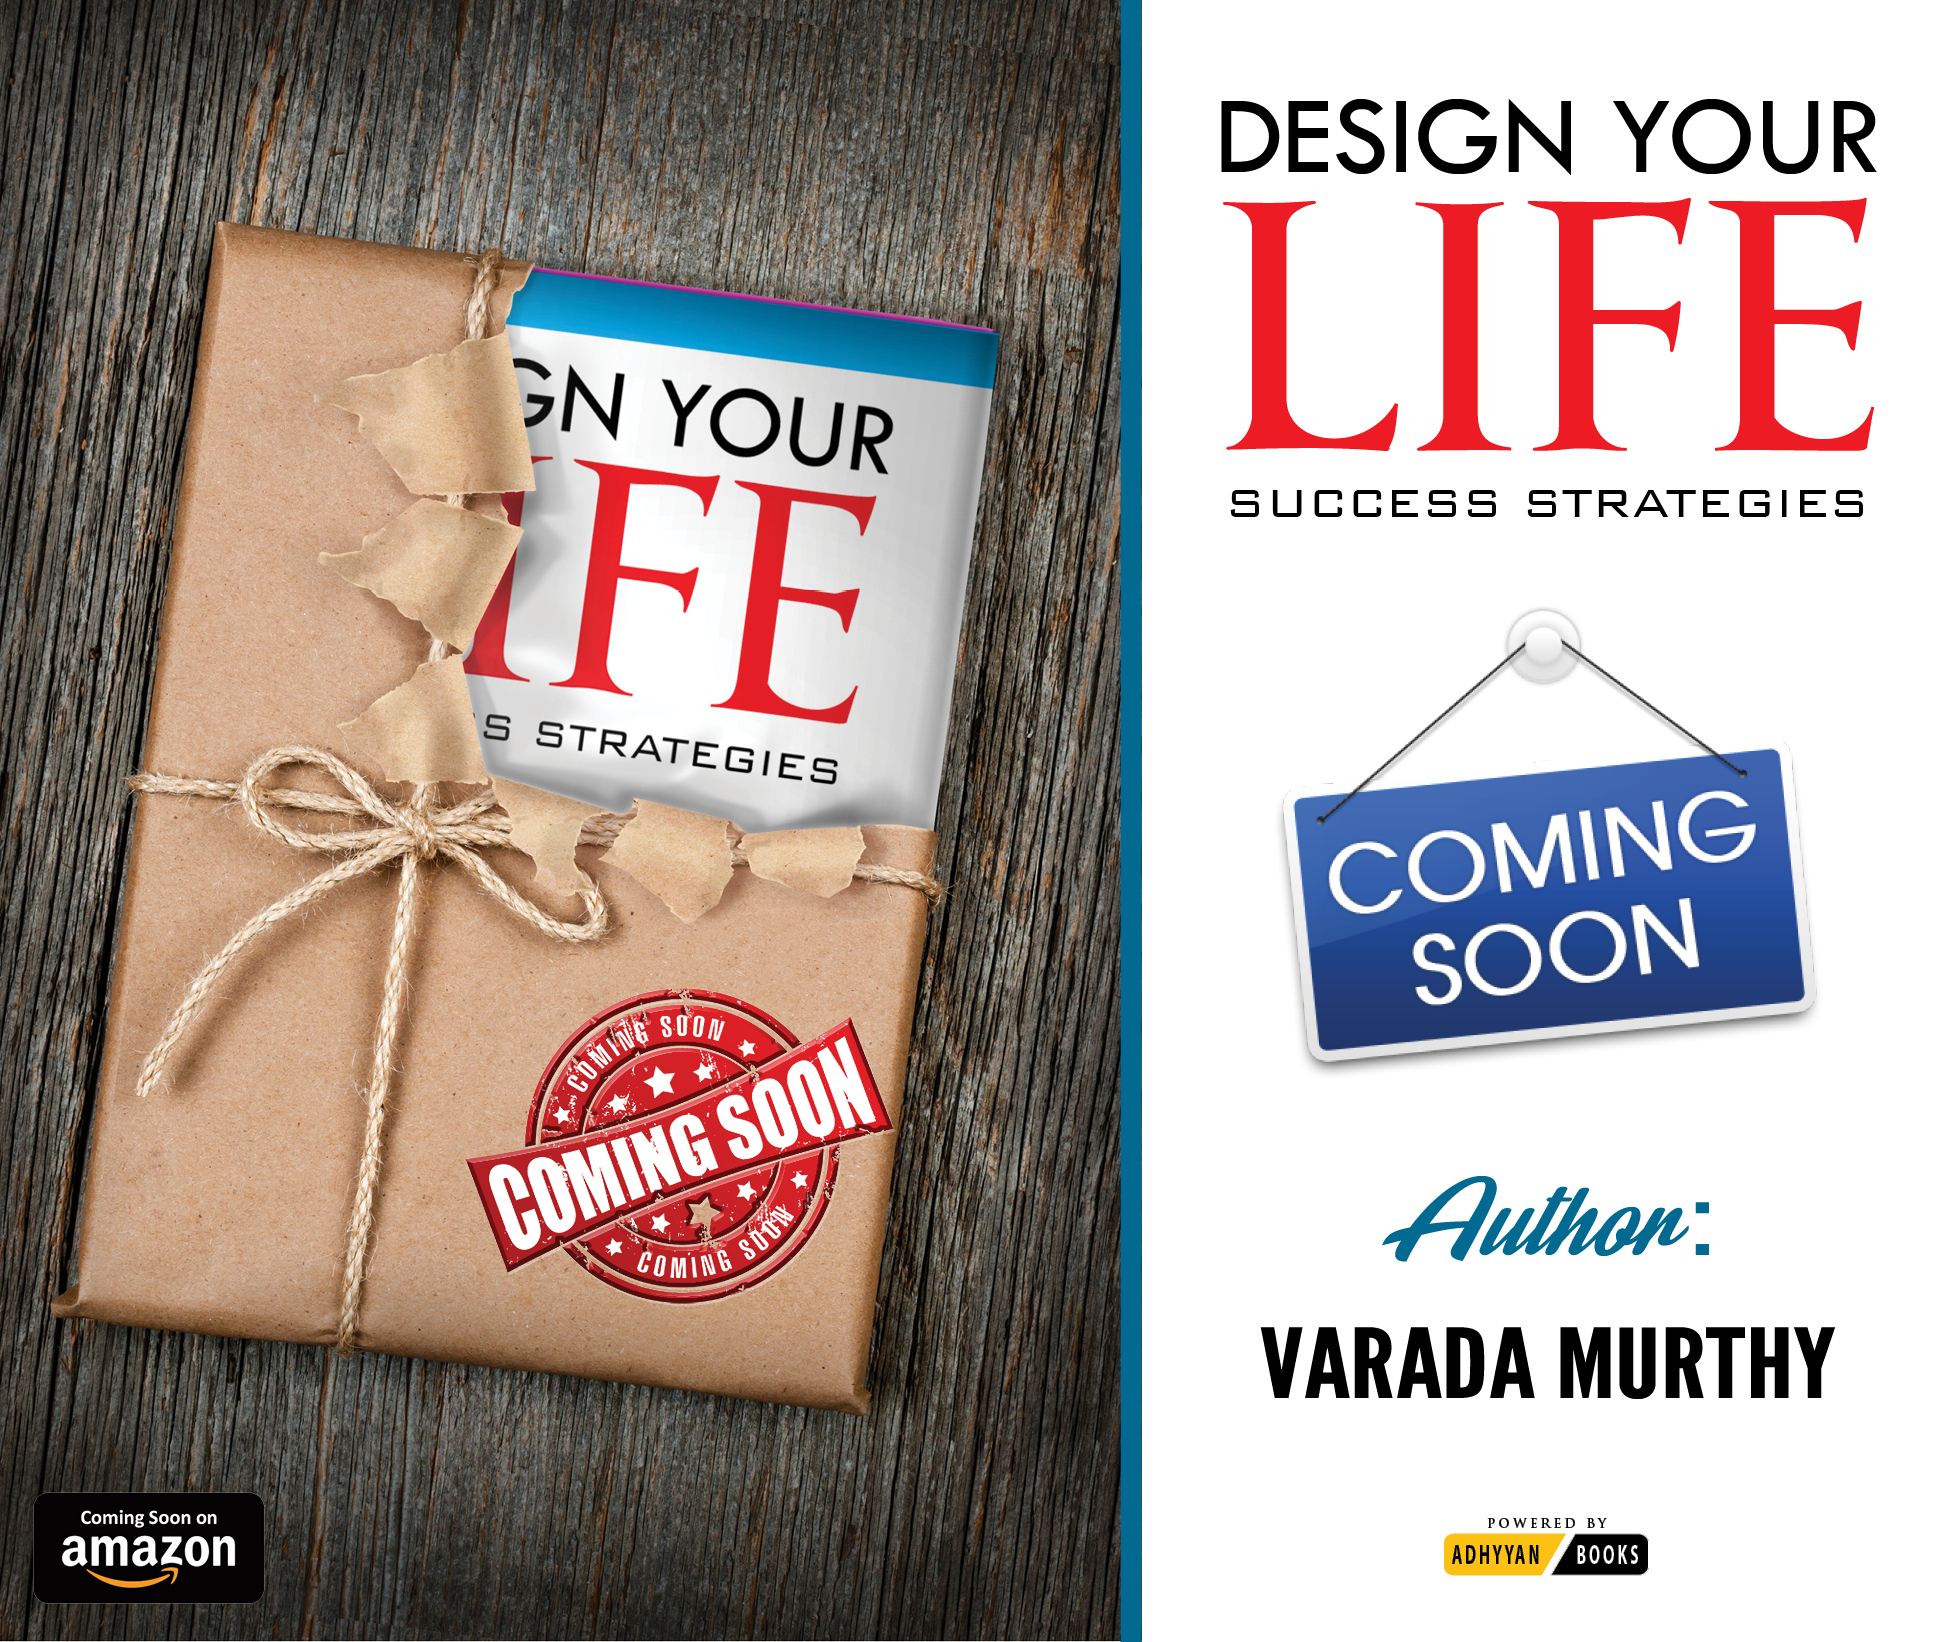 GN YOUR
IFE
S STRATEGIES
COMING SOON
COMING SOON
COMING SOON
Coming Soon on
amazon
DESIGN YOUR
LIFE
SUCCESS STRATEGIES
COMING
SOON
Author:
VARADA MURTHY
POWERED BY
ADHYYAN BOOKS